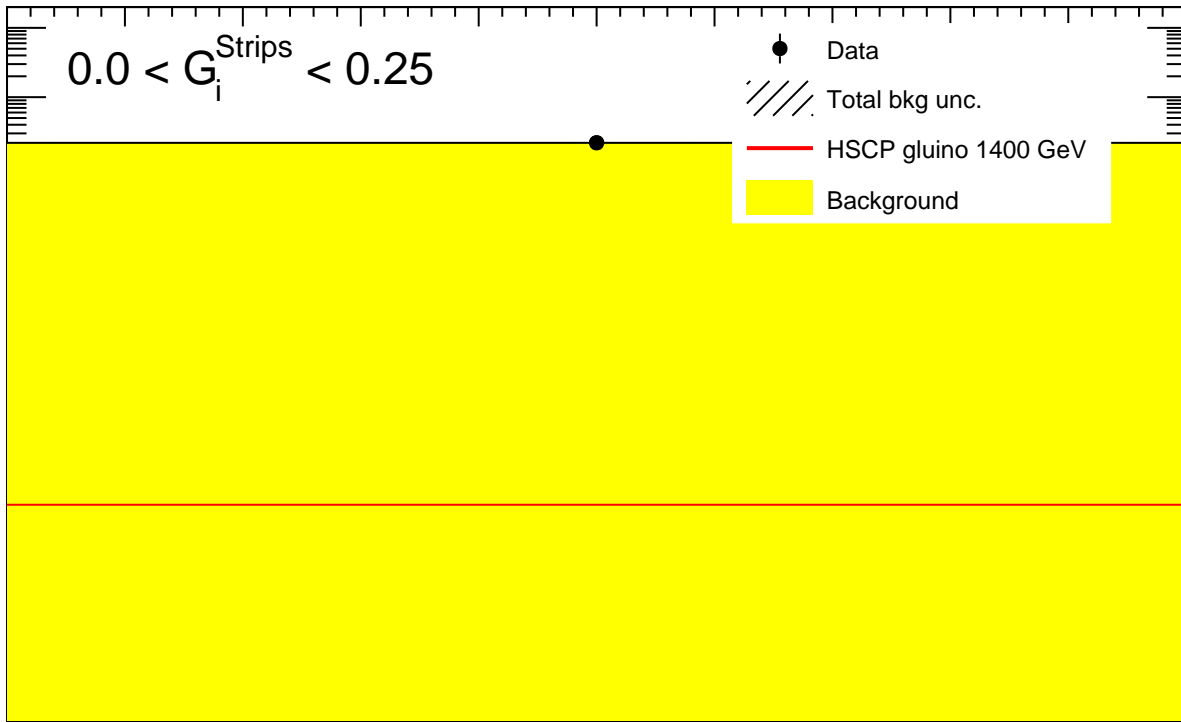 0.0 < G_i^Strips < 0.25
Data
Total bkg unc.
HSCP gluino 1400 GeV
Background